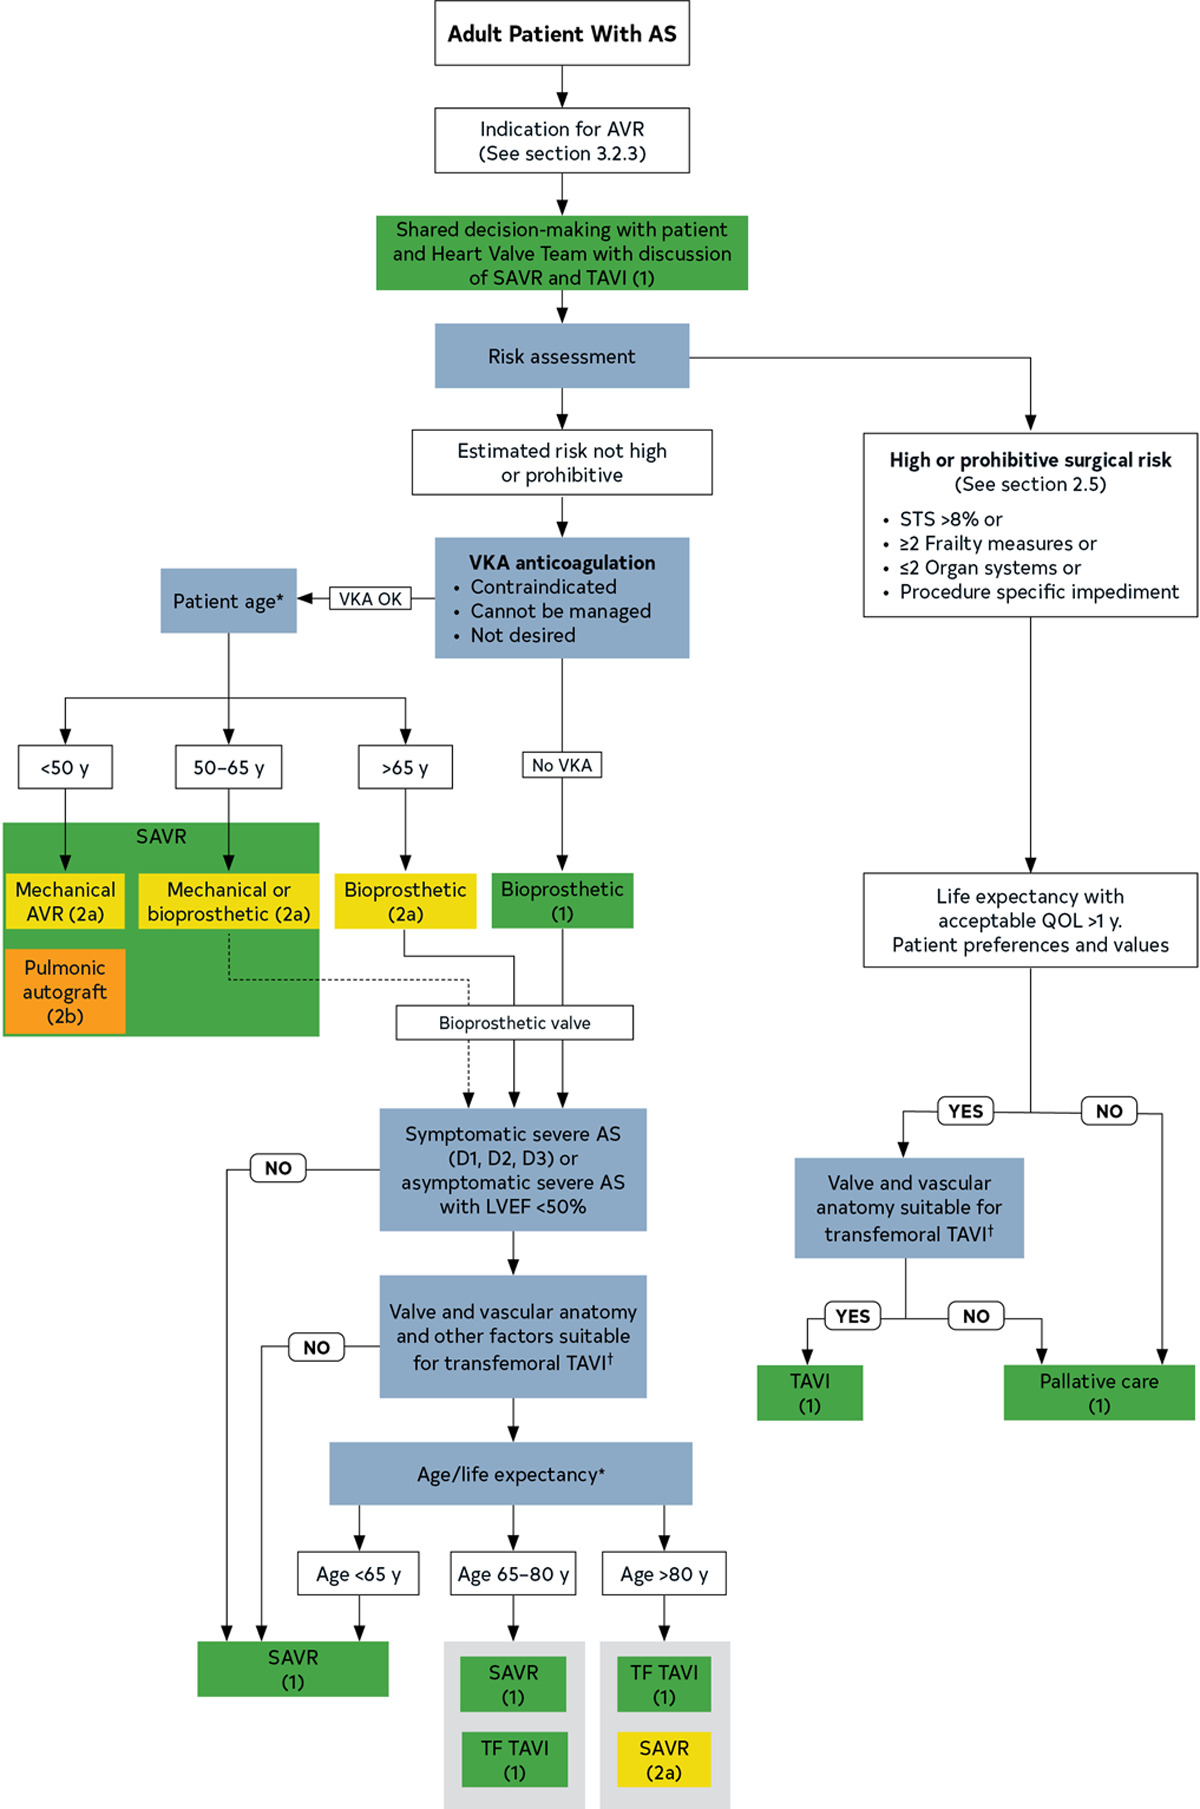 Adult Patient With AS
Indication for AVR
(See section 3.2.3)
Shared decision-making with patient
and Heart Valve Team with discussion
of SAVR and TAVI (1)
Risk assessment
Estimated risk not high
or prohibitive
High or prohibitive surgical risk
(See section 2.5)
• STS >8% or
• ≥2 Frailty measures or
• ≤2 Organ systems or
• Procedure specific impediment
VKA anticoagulation
• Contraindicated
• Cannot be managed
• Not desired
VKA OK
Patient age*
<50 y
50–65 y
>65 y
No VKA
SAVR
Mechanical
AVR (2a)
Mechanical or
bioprosthetic (2a)
Bioprosthetic
(2a)
Bioprosthetic
(1)
Pulmonic
autograft
(2b)
Bioprosthetic valve
Life expectancy with
acceptable QOL >1 y.
Patient preferences and values
YES
NO
Symptomatic severe AS
(D1, D2, D3) or
asymptomatic severe AS
with LVEF <50%
NO
Valve and vascular
anatomy suitable for
transfemoral TAVI†
Valve and vascular anatomy
and other factors suitable
for transfemoral TAVI†
NO
YES
NO
TAVI
(1)
Pallative care
(1)
Age/life expectancy*
Age <65 y
Age 65–80 y
Age >80 y
SAVR
(1)
SAVR
(1)
TF TAVI
(1)
TF TAVI
(1)
SAVR
(2a)